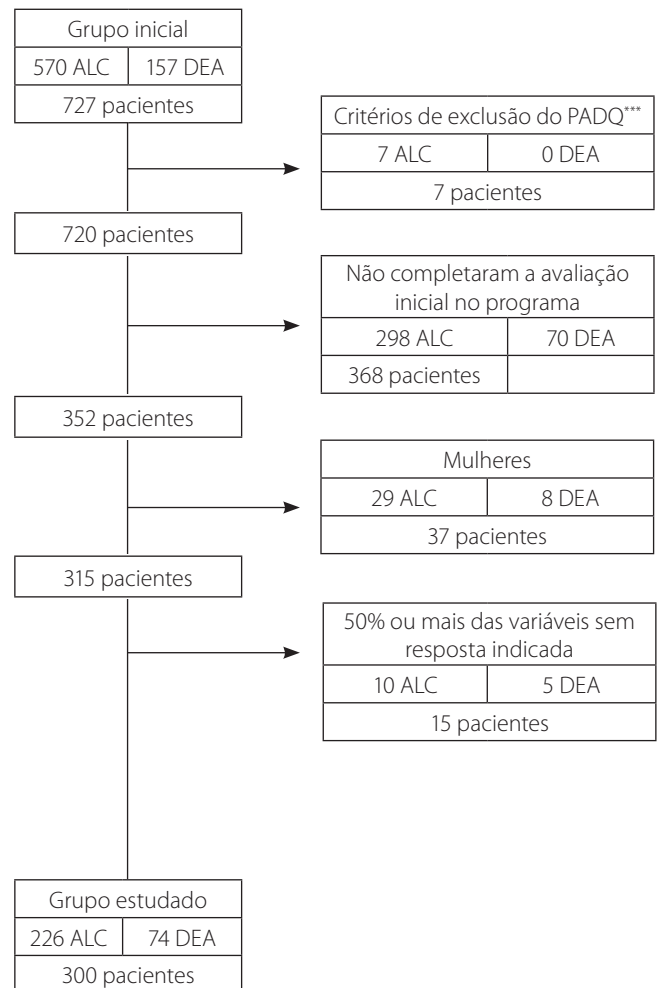 Grupo inicial
570 ALC 157 DEA
727 pacientes
Critérios de exclusão do PADQ***
7 ALC 0 DEA
7 pacientes
720 pacientes
Não completaram a avaliação
inicial no programa
298 ALC 70 DEA
368 pacientes
352 pacientes
Mulheres
29 ALC 8 DEA
37 pacientes
315 pacientes
50% ou mais das variáveis sem
resposta indicada
10 ALC 5 DEA
15 pacientes
Grupo estudado
226 ALC 74 DEA
300 pacientes